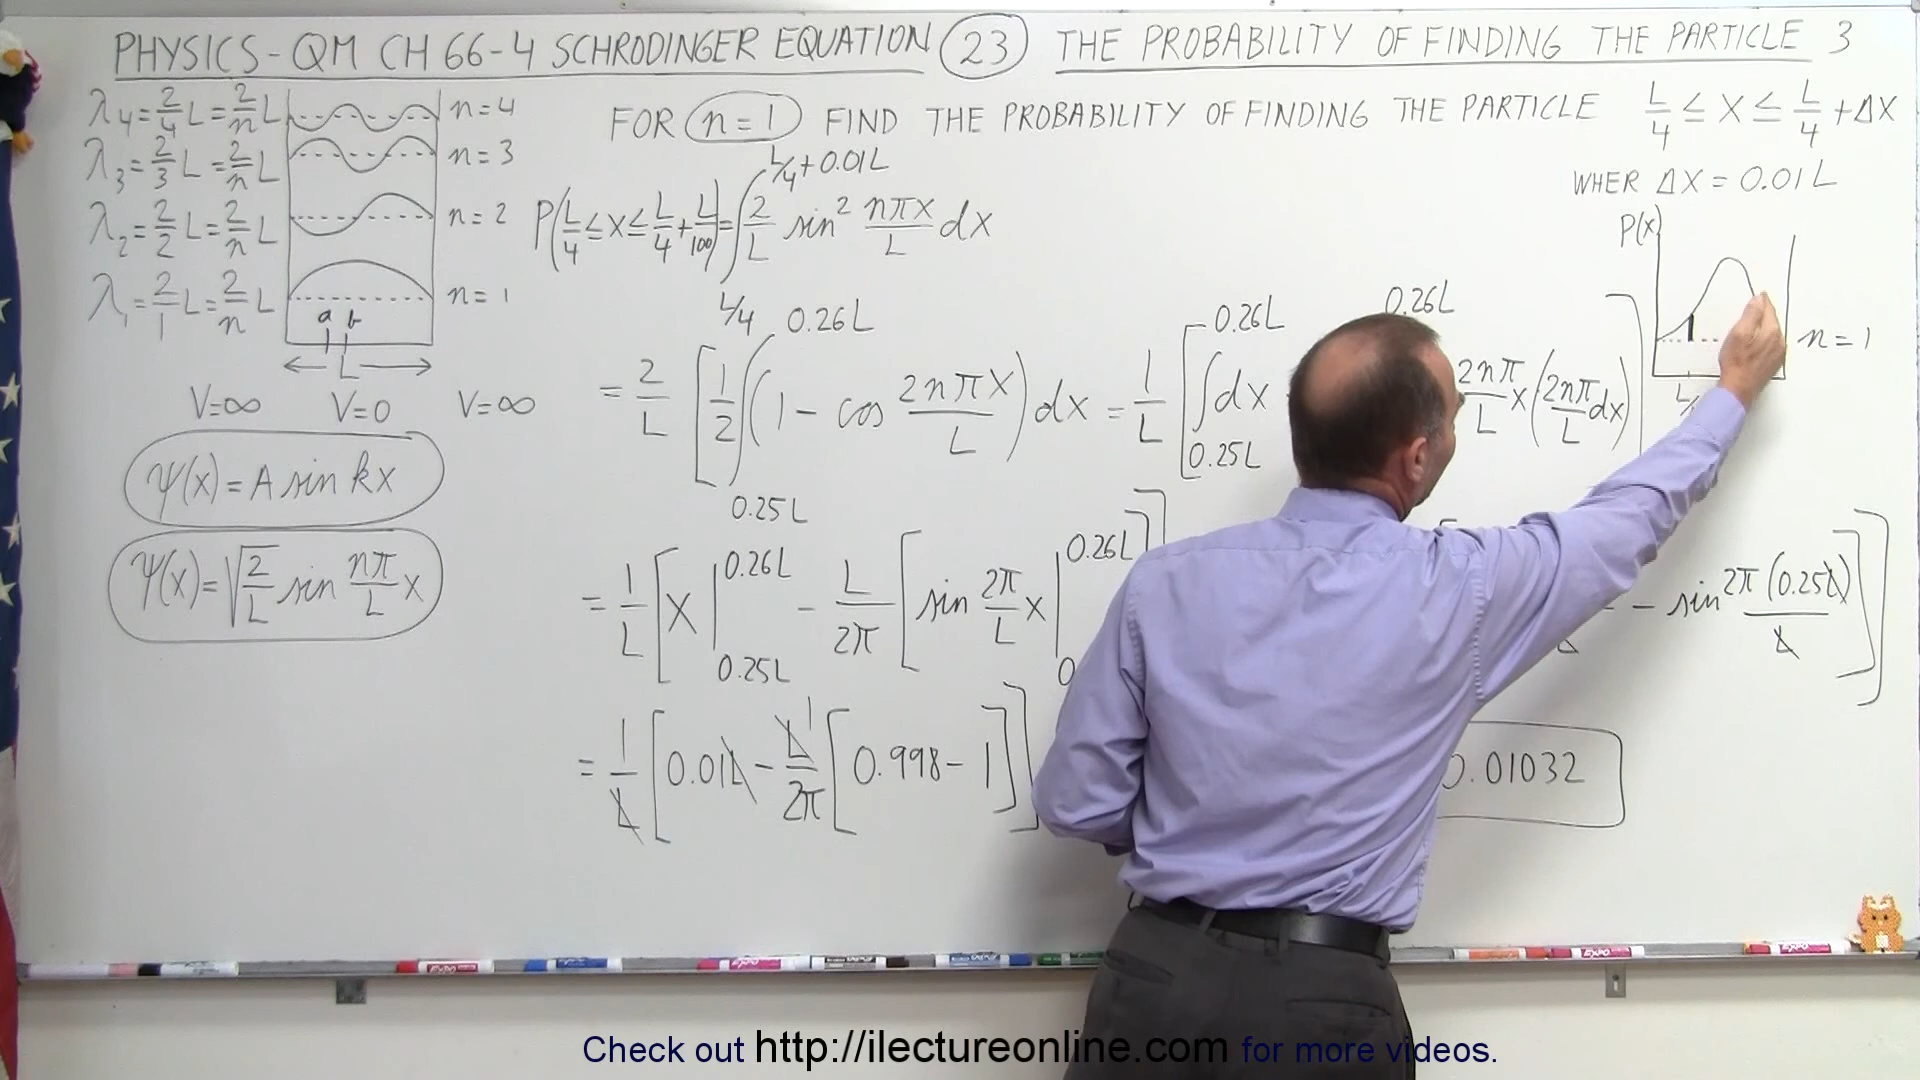 PHYSICS - QM CH 66-4 SCHRODINGER EQUATION 23 THE PROBABILITY OF FINDING THE PARTICLE 3
λ₄ = 2/4 L = 2/n L n = 4
λ₃ = 2/3 L = 2/n L n = 3
λ₂ = 2/2 L = 2/n L n = 2
λ₁ = 2/1 L = 2/n L n = 1
a b
L
V=∞ V=0 V=∞
Ψ(x) = A sin kx
Ψ(x) = √(2/L) sin nπ/L x
FOR n = 1 FIND THE PROBABILITY OF FINDING THE PARTICLE L/4 ≤ X ≤ L/4 + ΔX
WHER ΔX = 0.01L
P(L/4 ≤ X ≤ L/4 + L/100) = ∫_{L/4}^{L/4+0.01L} 2/L sin² nπx/L dx
P(x)
n = 1
= 2/L [1/2 ∫_{0.25L}^{0.26L} (1 - cos 2nπx/L) dx = 1/L [∫_{0.25L}^{0.26L} dx 0.26L 2nπ/L x (2nπ/L dx)]
= 1/L [x |_{0.25L}^{0.26L} - L/2π [sin 2π/L x | 0.26L ]] - sin 2π(0.25L)/L ]]
= 1/L [0.01L - L/2π [0.998 - 1]] 0.01032
EXPO
Check out http://ilectureonline.com for more videos.